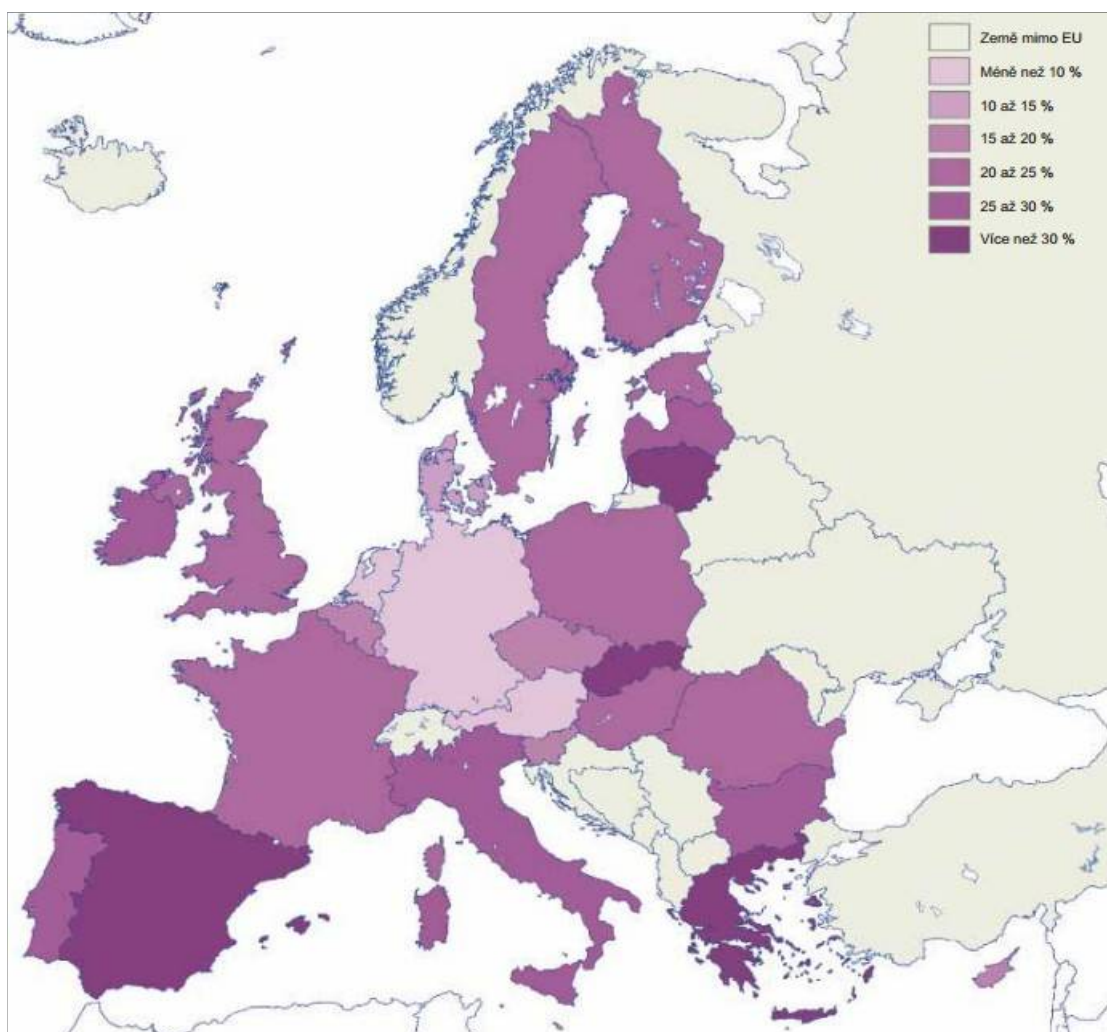 Země mimo EU
Méně než 10 %
10 až 15 %
15 až 20 %
20 až 25 %
25 až 30 %
Více než 30 %